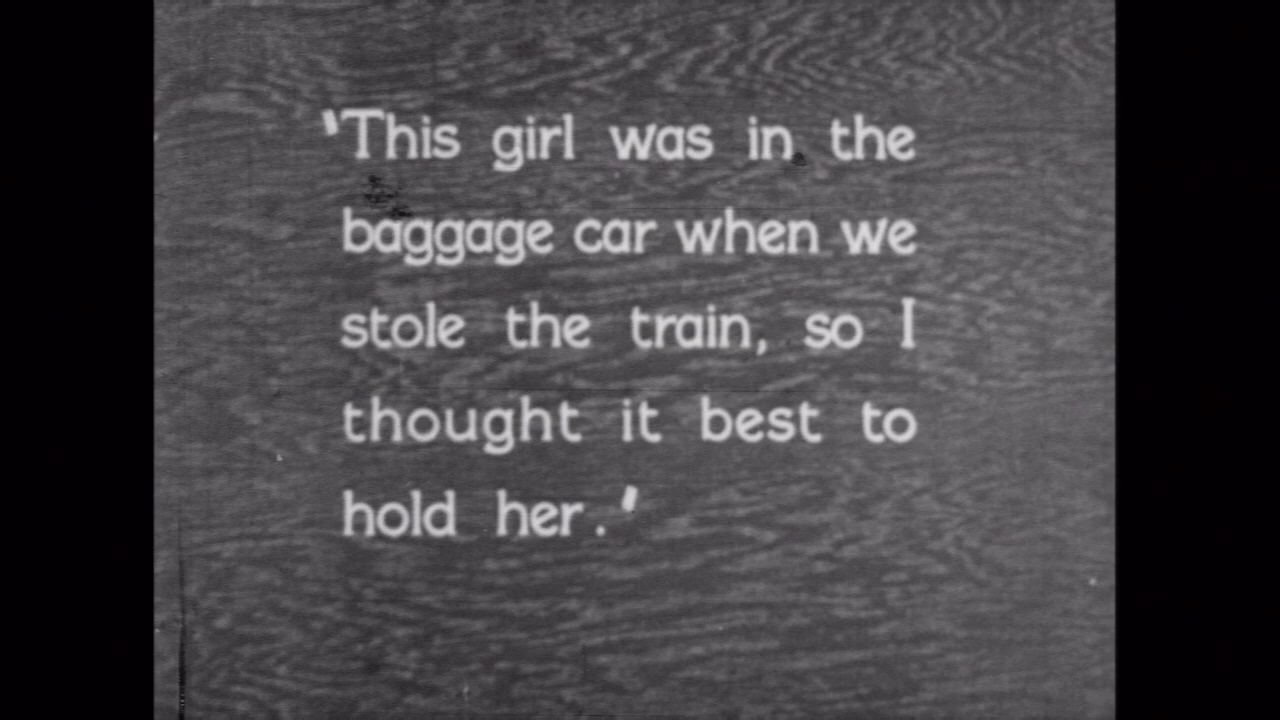 'This girl was in the
baggage car when we
stole the train, so I
thought it best to
hold her.'